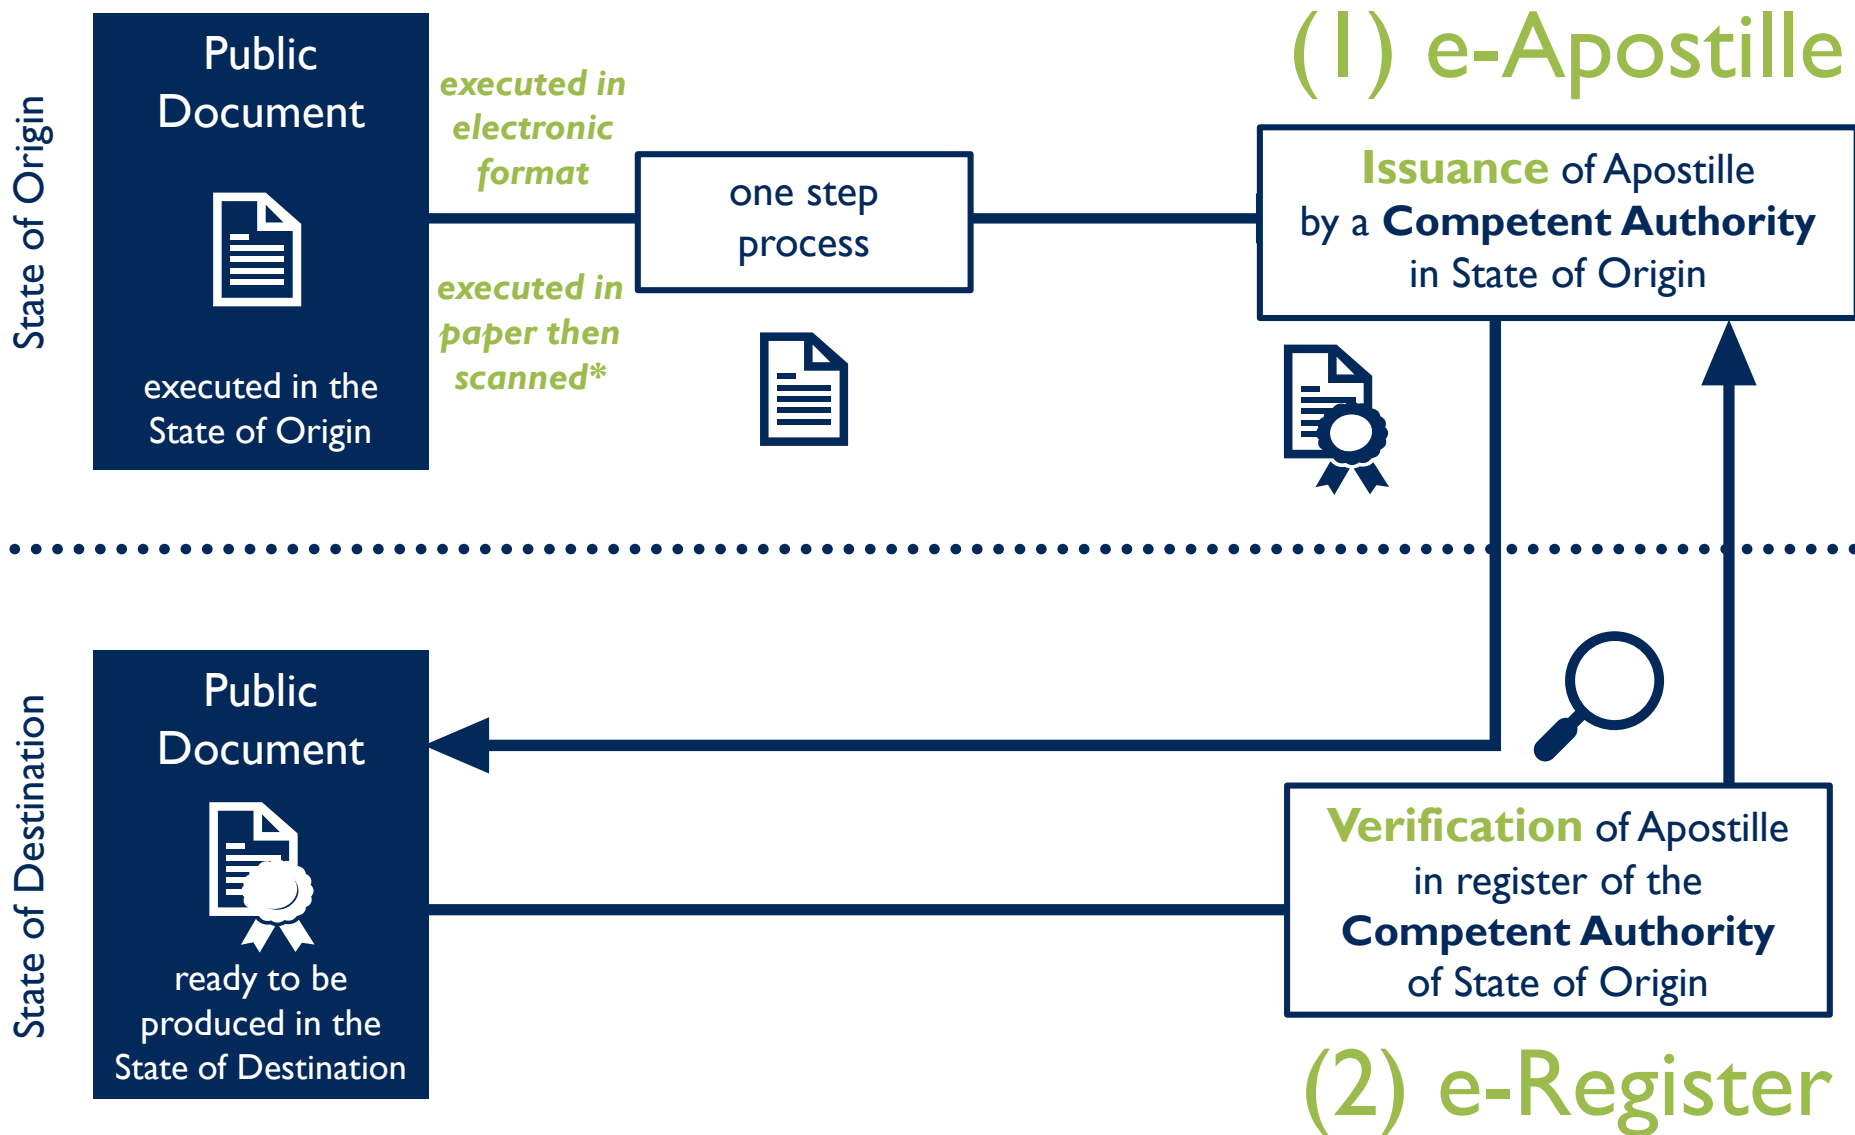 (1) e-Apostille
State of Origin
Public
Document
executed in the
State of Origin
executed in
electronic
format
executed in
paper then
scanned*
one step
process
Issuance of Apostille
by a Competent Authority
in State of Origin
State of Destination
Public
Document
ready to be
produced in the
State of Destination
Verification of Apostille
in register of the
Competent Authority
of State of Origin
(2) e-Register